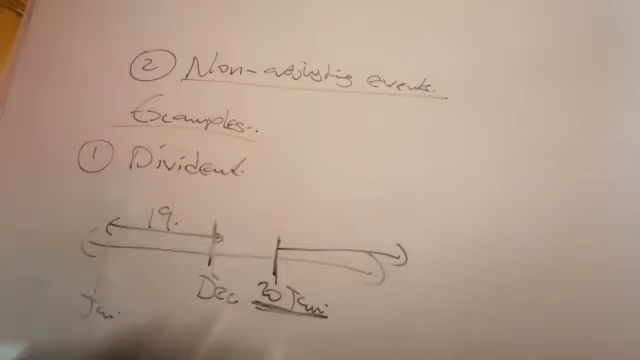 ② Non-adjusting events.
Examples:.
① Divident.
19.
Dec 20 Jan.
Jan.